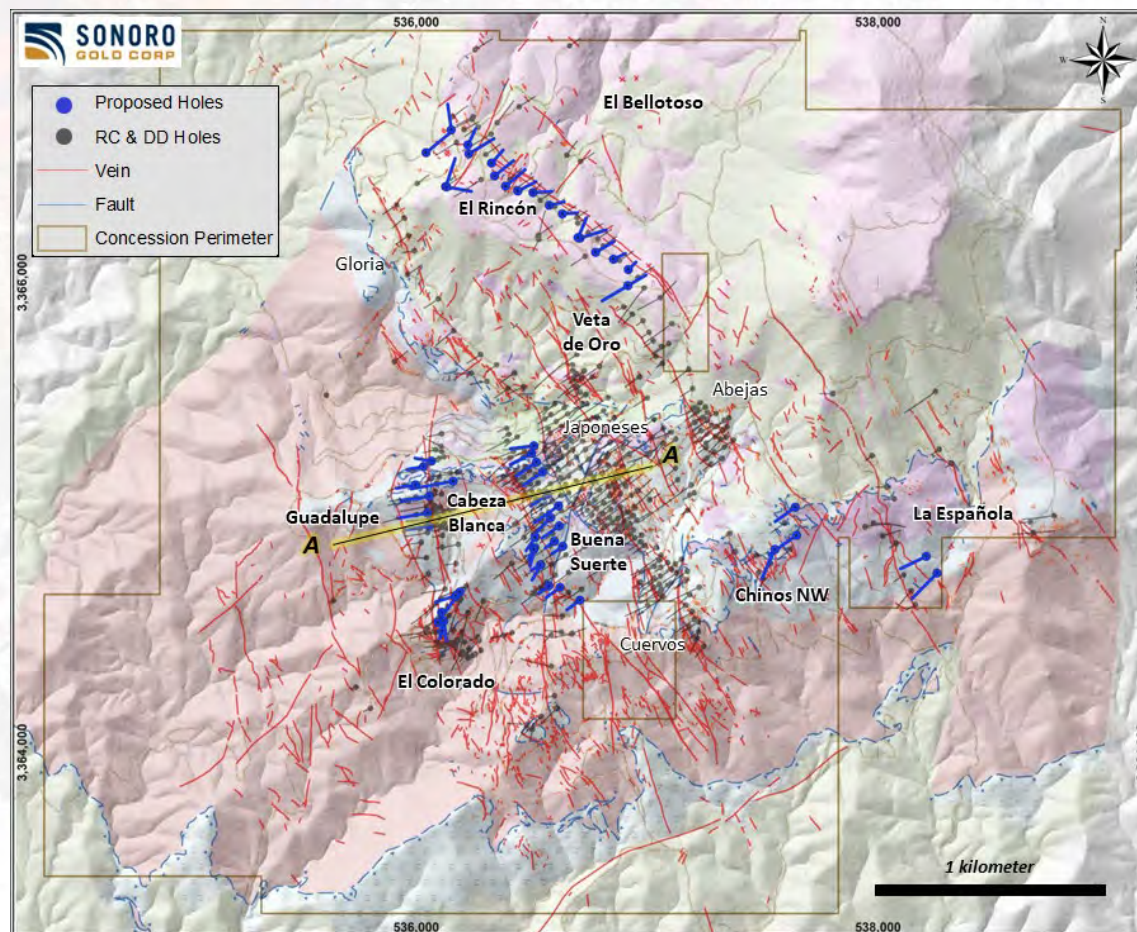 536,000
538,000
SONORO
GOLD CORP
N
W
S
Proposed Holes
RC & DD Holes
Vein
Fault
Concession Perimeter
El Bellotoso
El Rincón
Gloria
3,366,000
Veta
de Oro
Abejas
Japoneses
A
Cabeza
Blanca
Guadalupe
A
La Española
Buena
Suerte
Chinos NW
Cuervos
El Colorado
3,364,000
1 kilometer
536,000
538,000